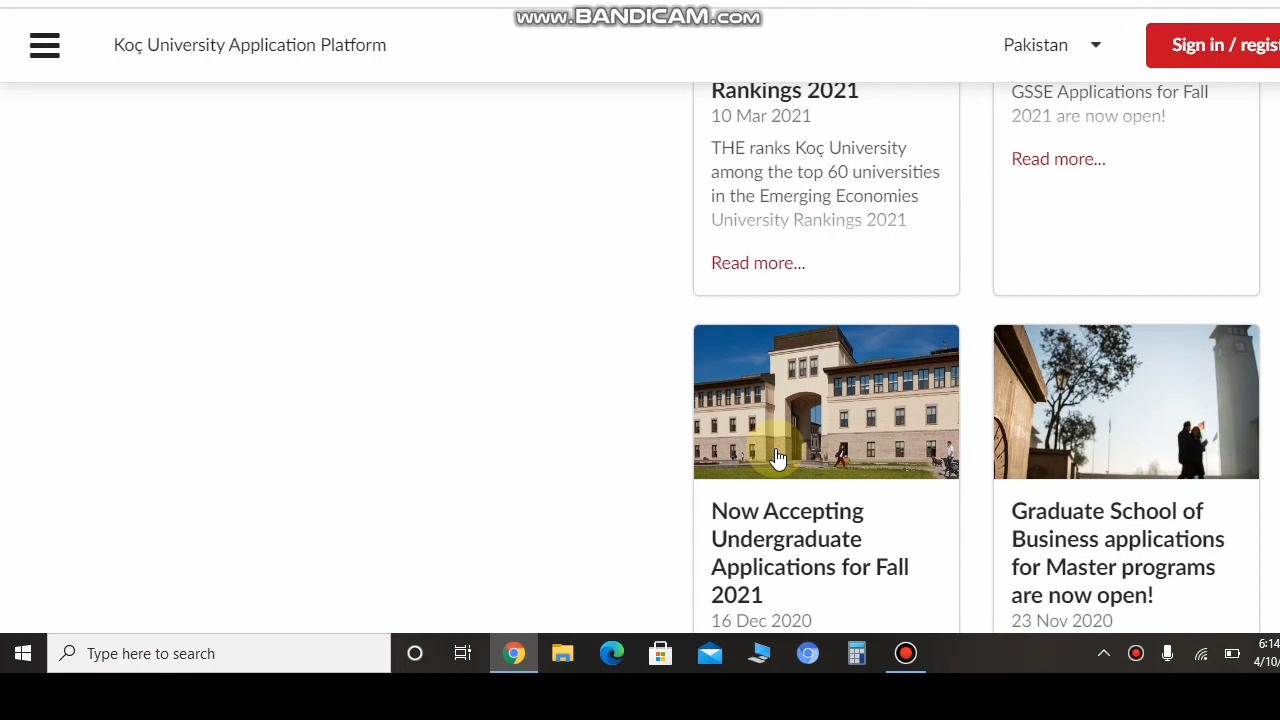 www.BANDICAM.com
Koç University Application Platform
Pakistan
Sign in / regis
Rankings 2021
10 Mar 2021
THE ranks Koç University
among the top 60 universities
in the Emerging Economies
University Rankings 2021
Read more...
GSSE Applications for Fall
2021 are now open!
Read more...
Now Accepting
Undergraduate
Applications for Fall
2021
16 Dec 2020
Graduate School of
Business applications
for Master programs
are now open!
23 Nov 2020
Type here to search
6:14
4/10/